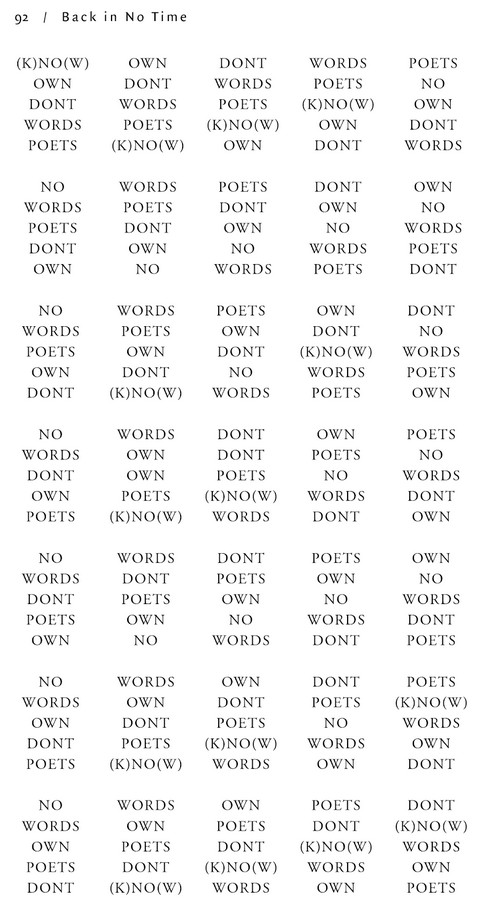 92 / Back in No Time
(K)NO(W) OWN DONT WORDS POETS
OWN DONT WORDS POETS NO
DONT WORDS POETS (K)NO(W) OWN
WORDS POETS (K)NO(W) OWN DONT
POETS (K)NO(W) OWN DONT WORDS
NO WORDS POETS DONT OWN
WORDS POETS DONT OWN NO
POETS DONT OWN NO WORDS
DONT OWN NO WORDS POETS
OWN NO WORDS POETS DONT
NO WORDS POETS OWN DONT
WORDS POETS OWN DONT NO
POETS OWN DONT (K)NO(W) WORDS
OWN DONT NO WORDS POETS
DONT (K)NO(W) WORDS POETS OWN
NO WORDS DONT OWN POETS
WORDS OWN DONT POETS NO
DONT OWN POETS NO WORDS
OWN POETS (K)NO(W) WORDS DONT
POETS (K)NO(W) WORDS DONT OWN
NO WORDS DONT POETS OWN
WORDS DONT POETS OWN NO
DONT POETS OWN NO WORDS
POETS OWN NO WORDS DONT
OWN NO WORDS DONT POETS
NO WORDS OWN DONT POETS
WORDS OWN DONT POETS (K)NO(W)
OWN DONT POETS NO WORDS
DONT POETS (K)NO(W) WORDS OWN
POETS (K)NO(W) WORDS OWN DONT
NO WORDS OWN POETS DONT
WORDS OWN POETS DONT (K)NO(W)
OWN POETS DONT (K)NO(W) WORDS
POETS DONT (K)NO(W) WORDS OWN
DONT (K)NO(W) WORDS OWN POETS